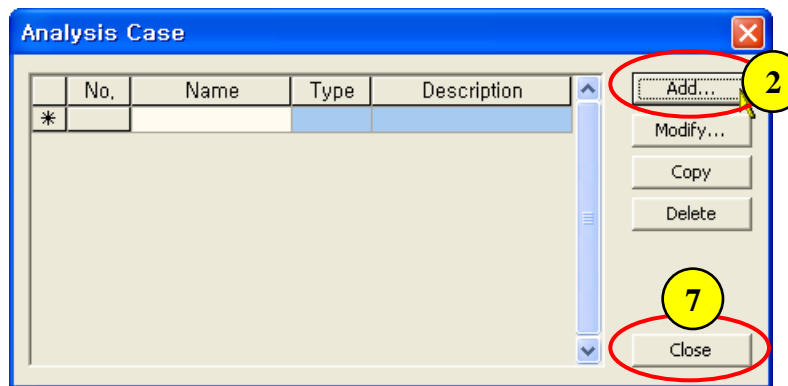 Analysis Case
No, Name Type Description
*
Add...
2
Modify...
Copy
Delete
7
Close